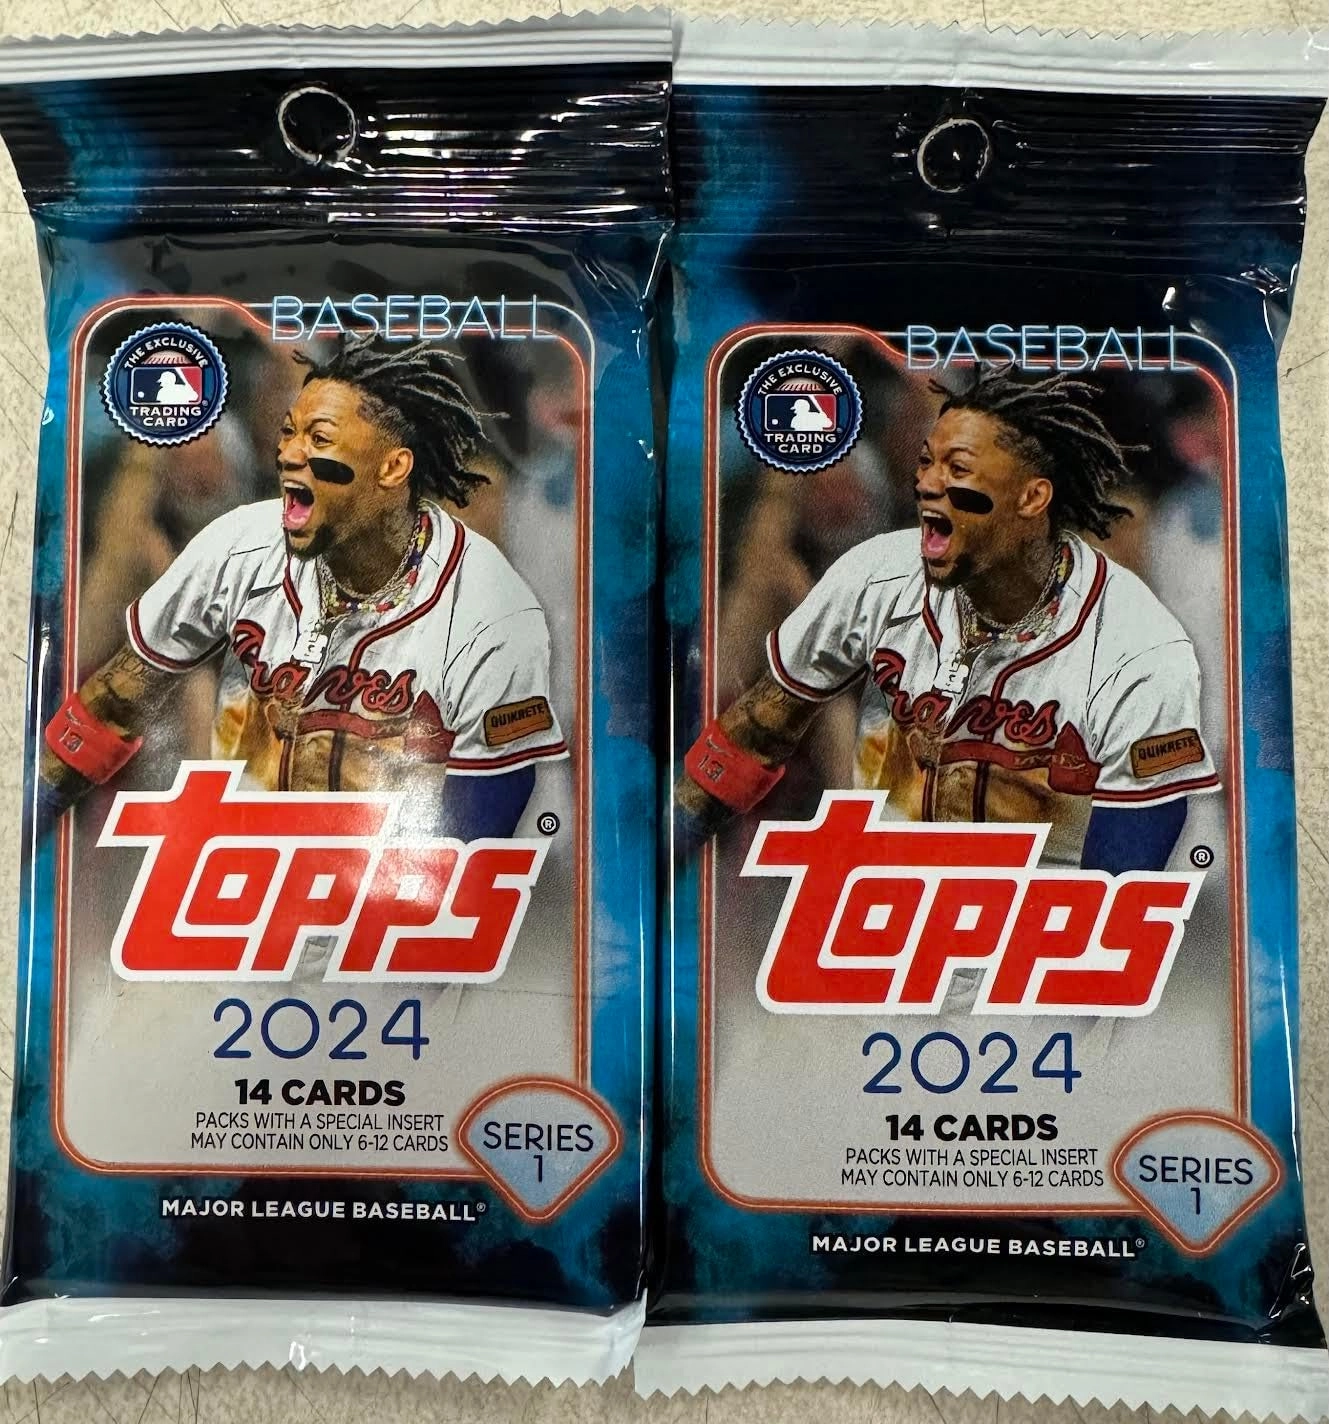 BASEBALL
THE EXCLUSIVE
TRADING
CARD
Braves
QUIKRETE
13
TOPPS®
2024
14 CARDS
PACKS WITH A SPECIAL INSERT
MAY CONTAIN ONLY 6-12 CARDS
SERIES
1
MAJOR LEAGUE BASEBALL®
BASEBALL
THE EXCLUSIVE
TRADING
CARD
Braves
QUIKRETE
13
TOPPS®
2024
14 CARDS
PACKS WITH A SPECIAL INSERT
MAY CONTAIN ONLY 6-12 CARDS
SERIES
1
MAJOR LEAGUE BASEBALL®